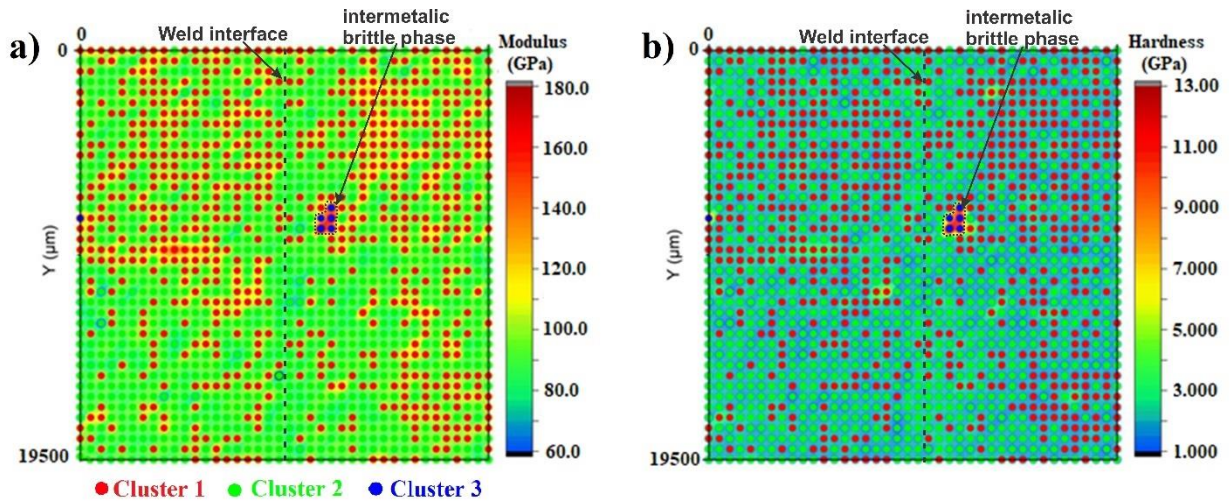 a)
0
Weld interface
intermetalic
brittle phase
Modulus
(GPa)
180.0
160.0
140.0
120.0
100.0
80.0
60.0
Y (µm)
19500
b)
0
Weld interface
intermetalic
brittle phase
Hardness
(GPa)
13.00
11.00
9.000
7.000
5.000
3.000
1.000
Y (µm)
19500
Cluster 1 Cluster 2 Cluster 3